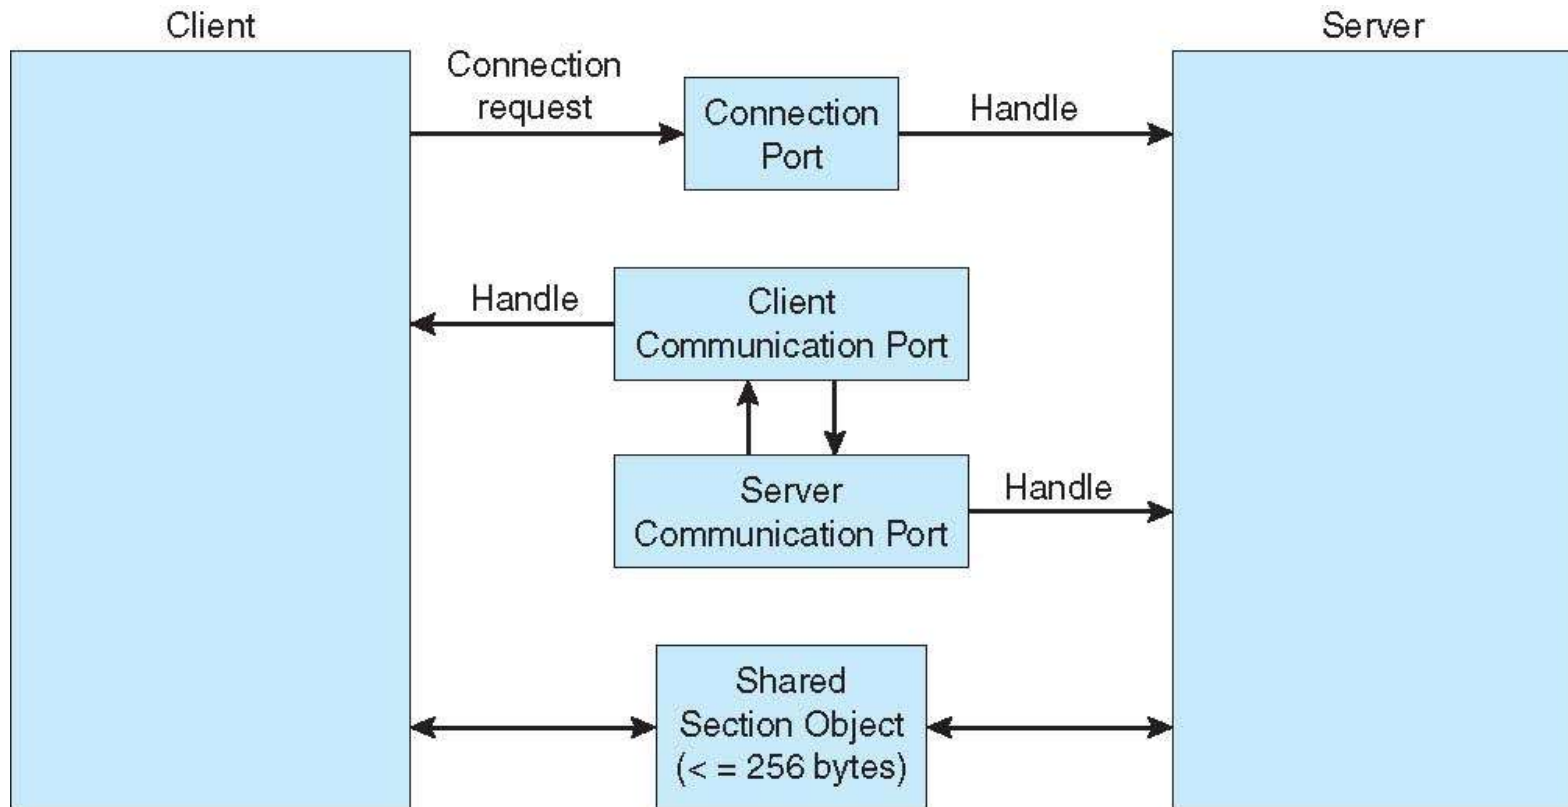 Client
Server
Connection
request
Connection
Port
Handle
Handle
Client
Communication Port
Server
Communication Port
Handle
Shared
Section Object
(< = 256 bytes)